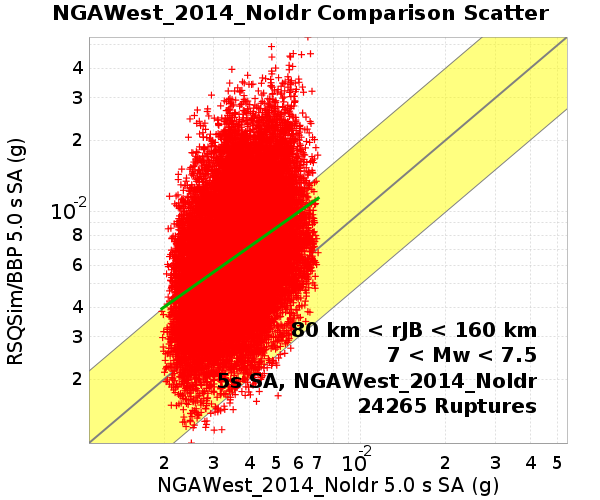 NGAWest_2014_NoIdr Comparison Scatter
RSQSim/BBP 5.0 s SA (g)
4
3
2
10-2
8
6
4
3
2
80 km < rJB < 160 km
7 < Mw < 7.5
5s SA, NGAWest_2014_NoIdr
24265 Ruptures
2 3 4 5 6 7 10-2 2 3 4 5
NGAWest_2014_NoIdr 5.0 s SA (g)